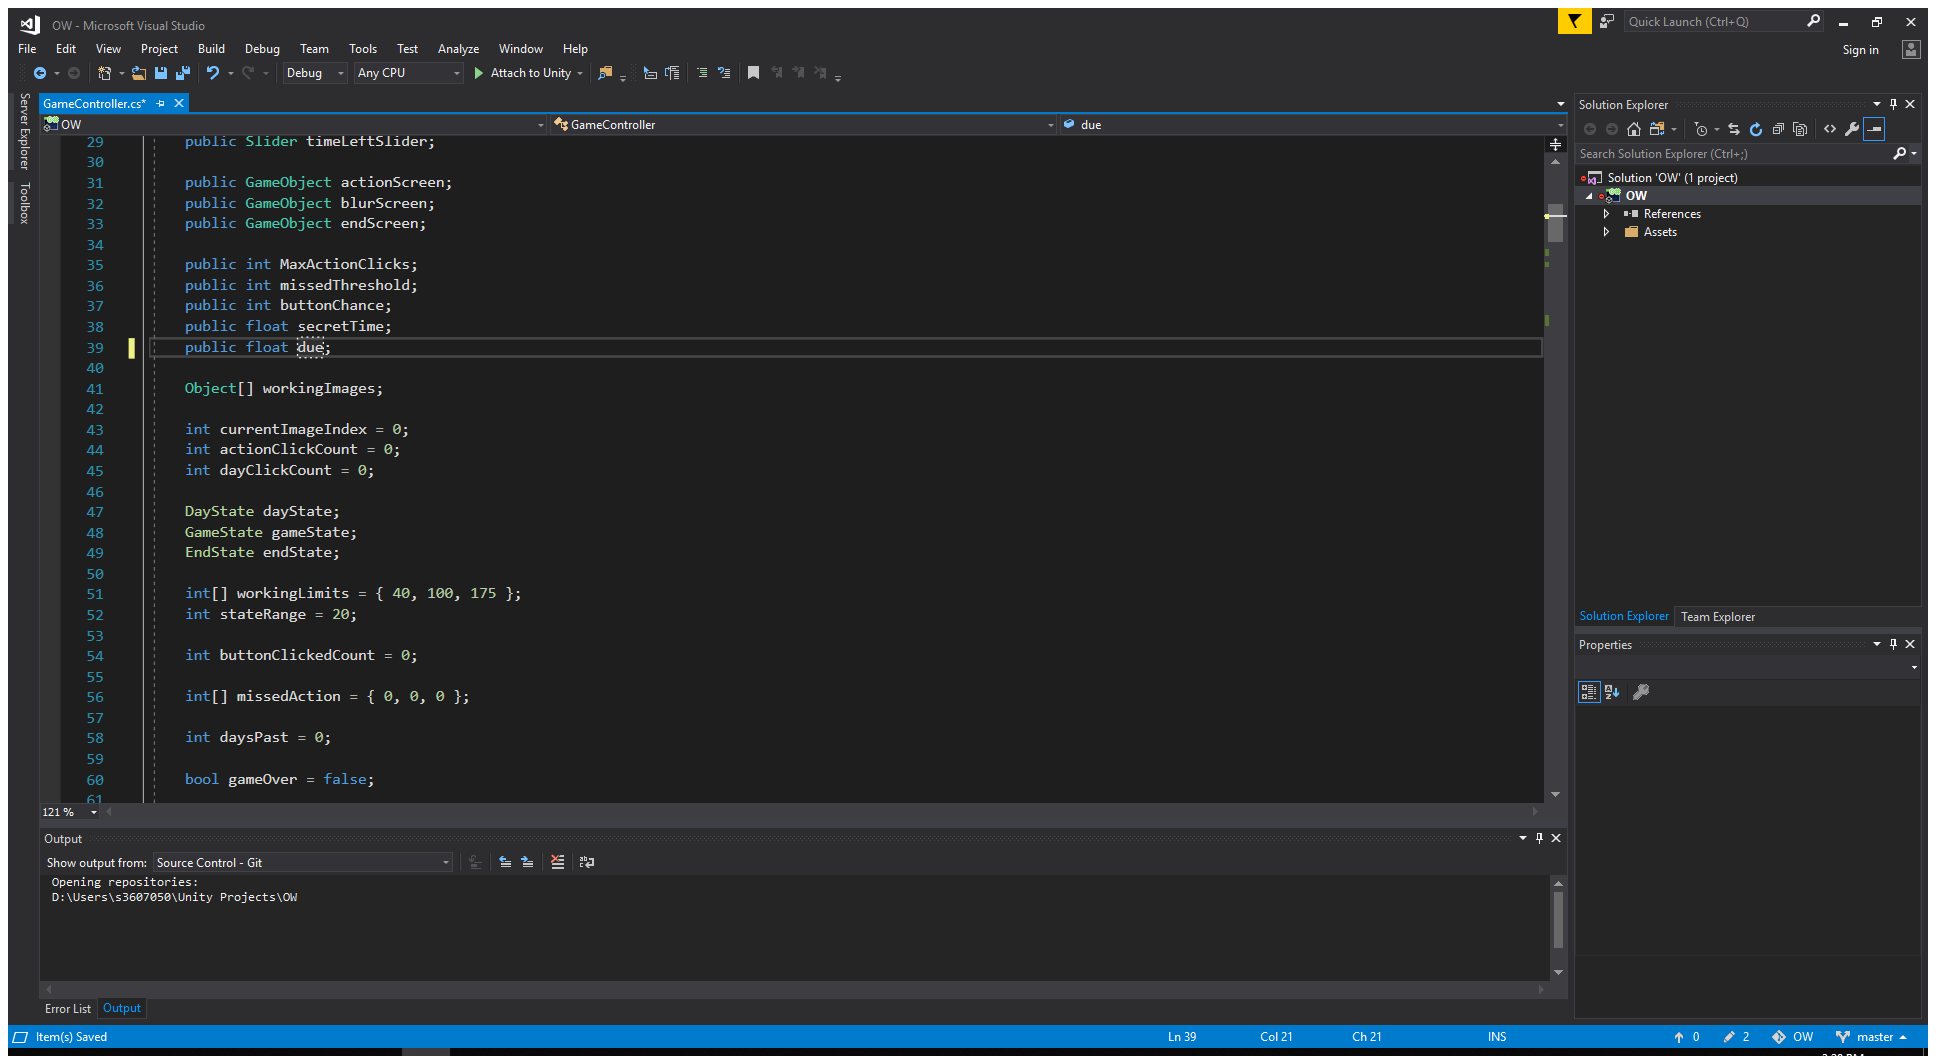 OW - Microsoft Visual Studio
Quick Launch (Ctrl+Q)
File Edit View Project Build Debug Team Tools Test Analyze Window Help
Sign in
Debug Any CPU Attach to Unity
Server Explorer
Toolbox
GameController.cs*
OW GameController due
29 public Slider timeLeftSlider;
30
31 public GameObject actionScreen;
32 public GameObject blurScreen;
33 public GameObject endScreen;
34
35 public int MaxActionClicks;
36 public int missedThreshold;
37 public int buttonChance;
38 public float secretTime;
39 public float due;
40
41 Object[] workingImages;
42
43 int currentImageIndex = 0;
44 int actionClickCount = 0;
45 int dayClickCount = 0;
46
47 DayState dayState;
48 GameState gameState;
49 EndState endState;
50
51 int[] workingLimits = { 40, 100, 175 };
52 int stateRange = 20;
53
54 int buttonClickedCount = 0;
55
56 int[] missedAction = { 0, 0, 0 };
57
58 int daysPast = 0;
59
60 bool gameOver = false;
61
121 %
Output
Show output from: Source Control - Git
Opening repositories:
D:\Users\s3607050\Unity Projects\OW
Error List Output
Solution Explorer
Search Solution Explorer (Ctrl+;)
Solution 'OW' (1 project)
OW
References
Assets
Solution Explorer Team Explorer
Properties
Item(s) Saved Ln 39 Col 21 Ch 21 INS 0 2 OW master